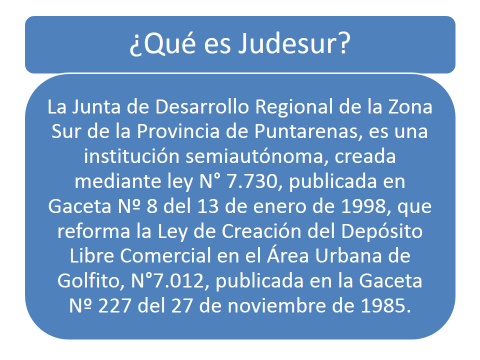 ¿Qué es Judesur?
La Junta de Desarrollo Regional de la Zona
Sur de la Provincia de Puntarenas, es una
institución semiautónoma, creada
mediante ley N° 7.730, publicada en
Gaceta Nº 8 del 13 de enero de 1998, que
reforma la Ley de Creación del Depósito
Libre Comercial en el Área Urbana de
Golfito, N°7.012, publicada en la Gaceta
Nº 227 del 27 de noviembre de 1985.